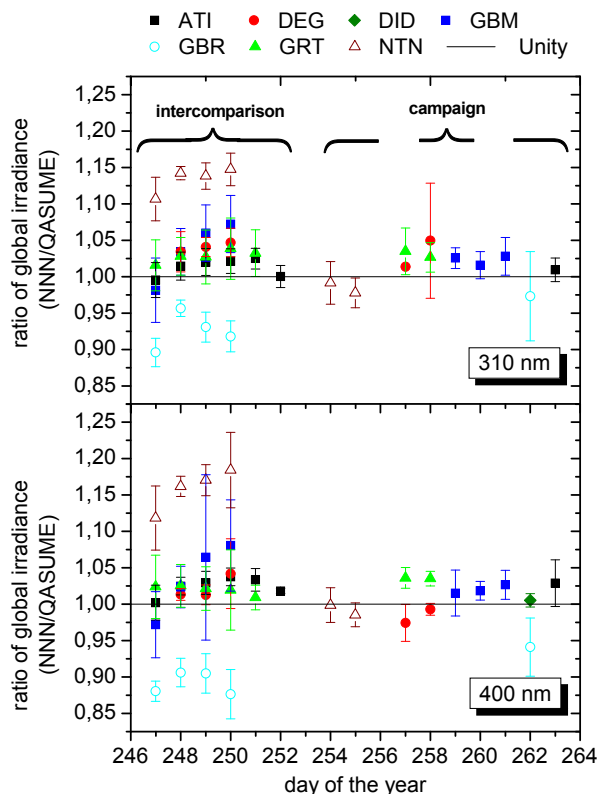 ATI DEG DID GBM
GBR GRT NTN Unity
1,25
1,20
1,15
1,10
1,05
1,00
0,95
0,90
0,85
ratio of global irradiance
(NNN/QASUME)
intercomparison
campaign
310 nm
1,25
1,20
1,15
1,10
1,05
1,00
0,95
0,90
0,85
ratio of global irradiance
(NNN/QASUME)
400 nm
246 248 250 252 254 256 258 260 262 264
day of the year